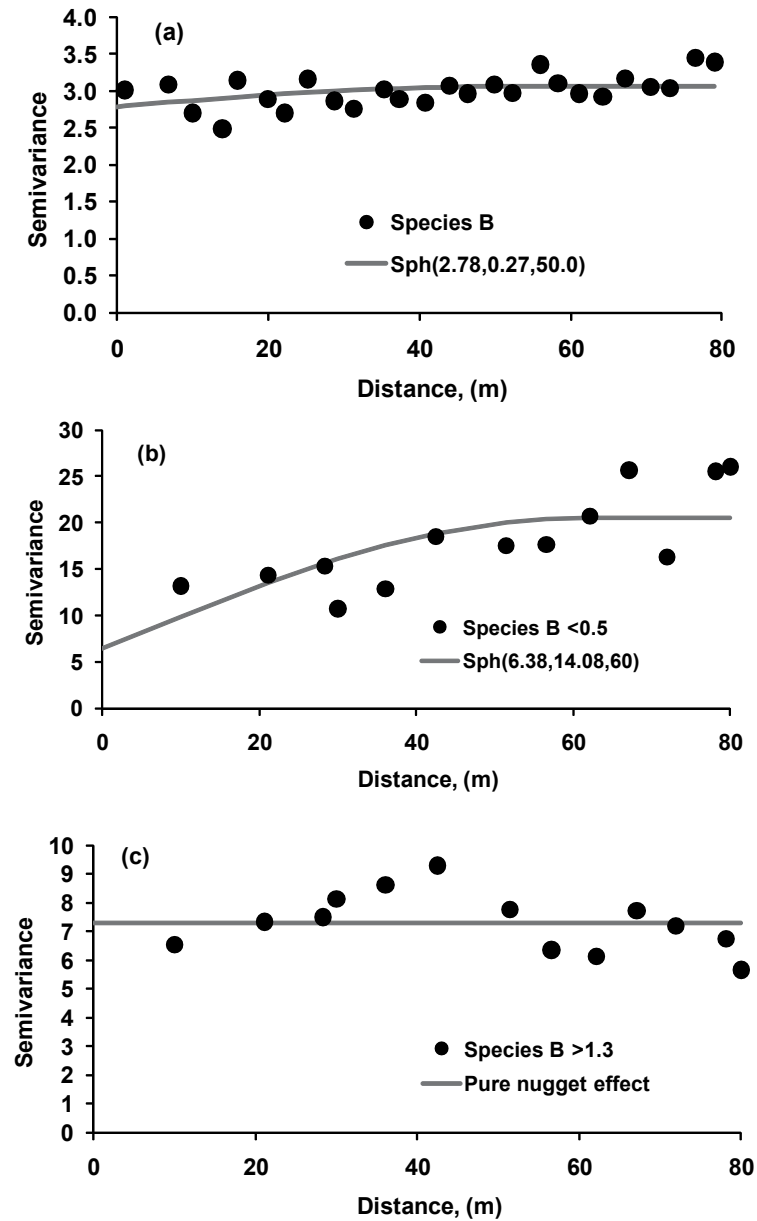 (a)
4.0
3.5
3.0
2.5
2.0
1.5
1.0
0.5
0.0
Semivariance
Species B
Sph(2.78,0.27,50.0)
0 20 40 60 80
Distance, (m)
(b)
30
25
20
15
10
5
0
Semivariance
Species B <0.5
Sph(6.38,14.08,60)
0 20 40 60 80
Distance, (m)
(c)
10
9
8
7
6
5
4
3
2
1
0
Semivariance
Species B >1.3
Pure nugget effect
0 20 40 60 80
Distance, (m)